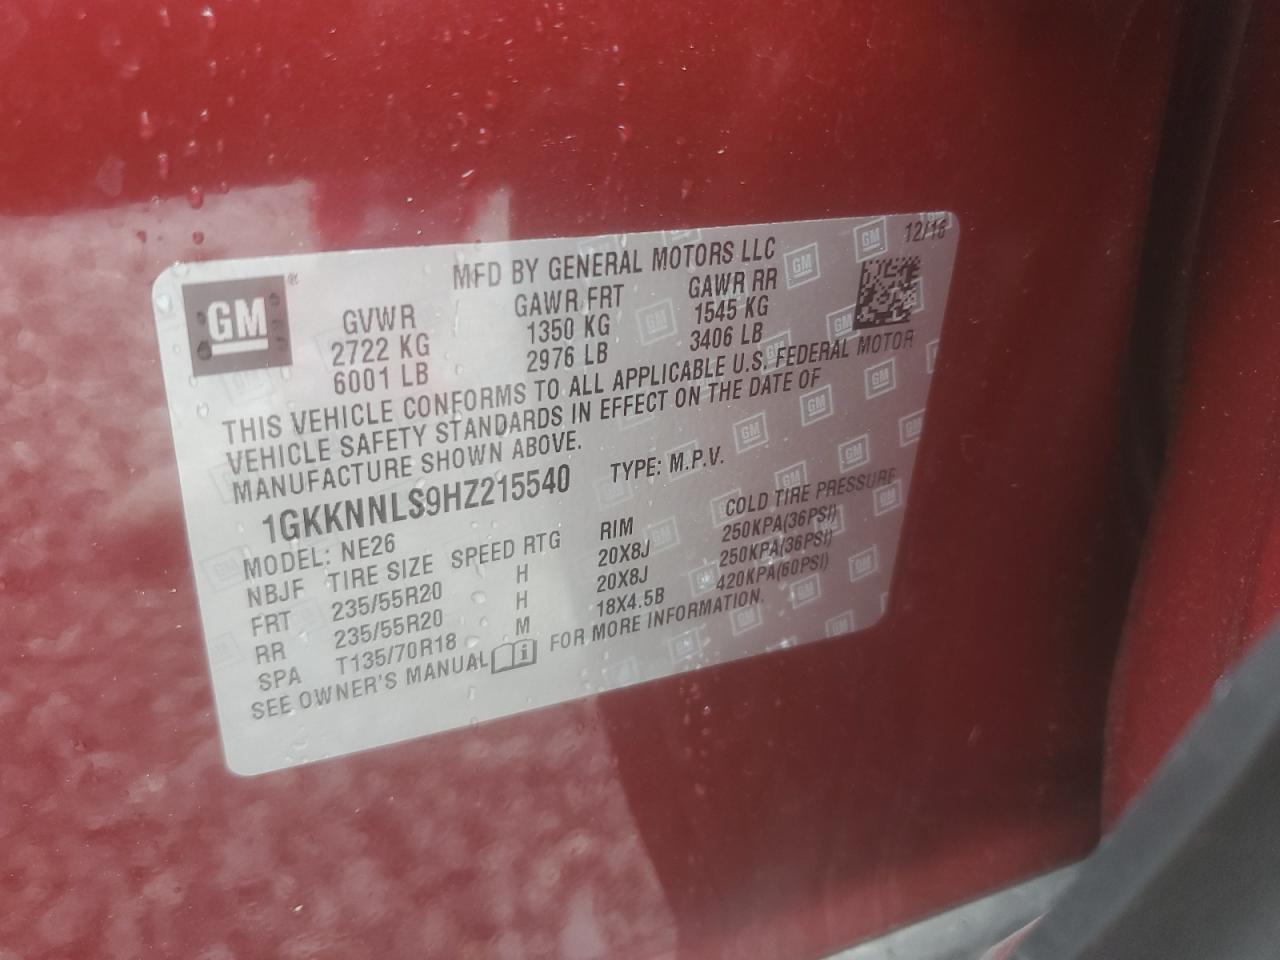 12/16
GM
MFD BY GENERAL MOTORS LLC
GVWR GAWR FRT GAWR RR
2722 KG 1350 KG 1545 KG
6001 LB 2976 LB 3406 LB
THIS VEHICLE CONFORMS TO ALL APPLICABLE U.S. FEDERAL MOTOR
VEHICLE SAFETY STANDARDS IN EFFECT ON THE DATE OF
MANUFACTURE SHOWN ABOVE.
1GKKNNLS9HZ215540 TYPE: M.P.V.
MODEL: NE26
NBJF TIRE SIZE SPEED RTG RIM COLD TIRE PRESSURE
FRT 235/55R20 H 20X8J 250KPA(36PSI)
RR 235/55R20 H 20X8J 250KPA(36PSI)
SPA T135/70R18 M 18X4.5B 420KPA(60PSI)
SEE OWNER'S MANUAL FOR MORE INFORMATION.